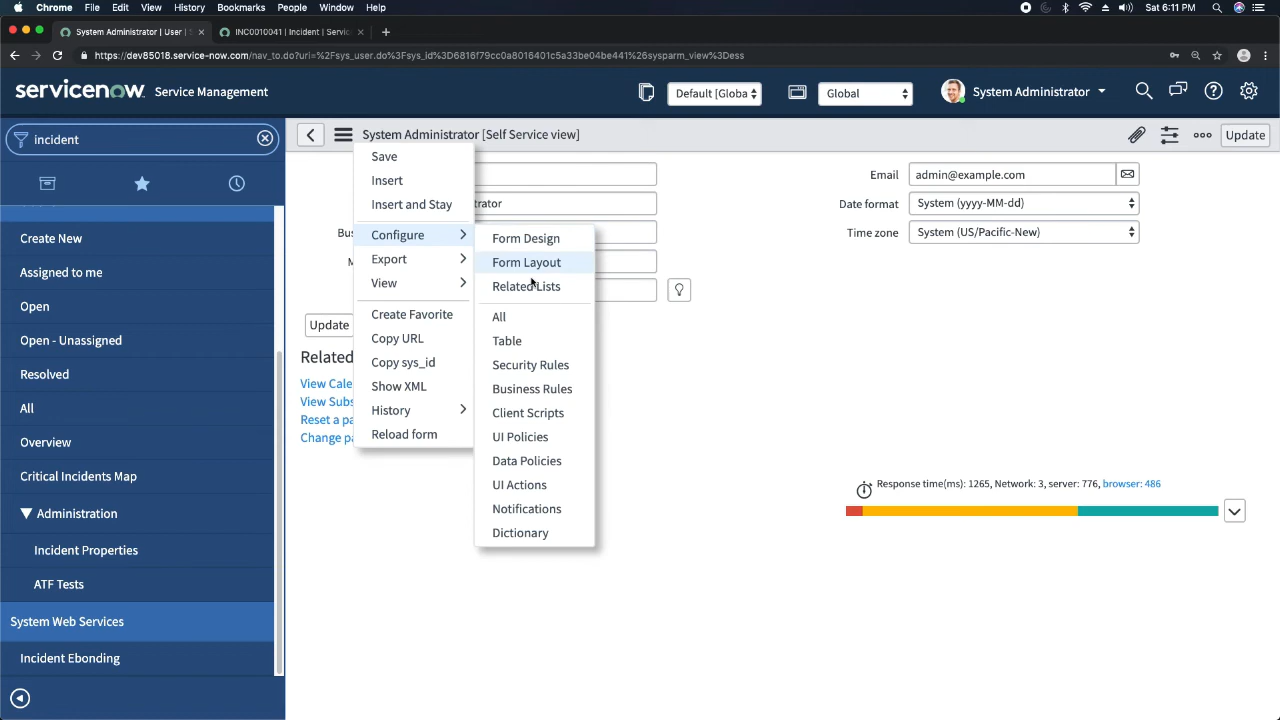 Chrome File Edit View History Bookmarks People Window Help Sat 6:11 PM
System Administrator | User | S
INC0010041 | Incident | Servic
https://dev85018.service-now.com/nav_to.do?uri=%2Fsys_user.do%3Fsys_id%3D6816f79cc0a8016401c5a33be04be441%26sysparm_view%3Dess
servicenow Service Management
Default [Globa
Global
System Administrator
incident
System Administrator [Self Service view]
Update
Create New
Assigned to me
Open
Open - Unassigned
Resolved
All
Overview
Critical Incidents Map
Administration
Incident Properties
ATF Tests
System Web Services
Incident Ebonding
Save
Insert
Insert and Stay
Configure
Export
View
Create Favorite
Copy URL
Copy sys_id
Show XML
History
Reload form
Form Design
Form Layout
Related Lists
All
Table
Security Rules
Business Rules
Client Scripts
UI Policies
Data Policies
UI Actions
Notifications
Dictionary
trator
Bus
M
Update
Related
View Cale
View Subs
Reset a pa
Change pa
Email admin@example.com
Date format System (yyyy-MM-dd)
Time zone System (US/Pacific-New)
Response time(ms): 1265, Network: 3, server: 776, browser: 486